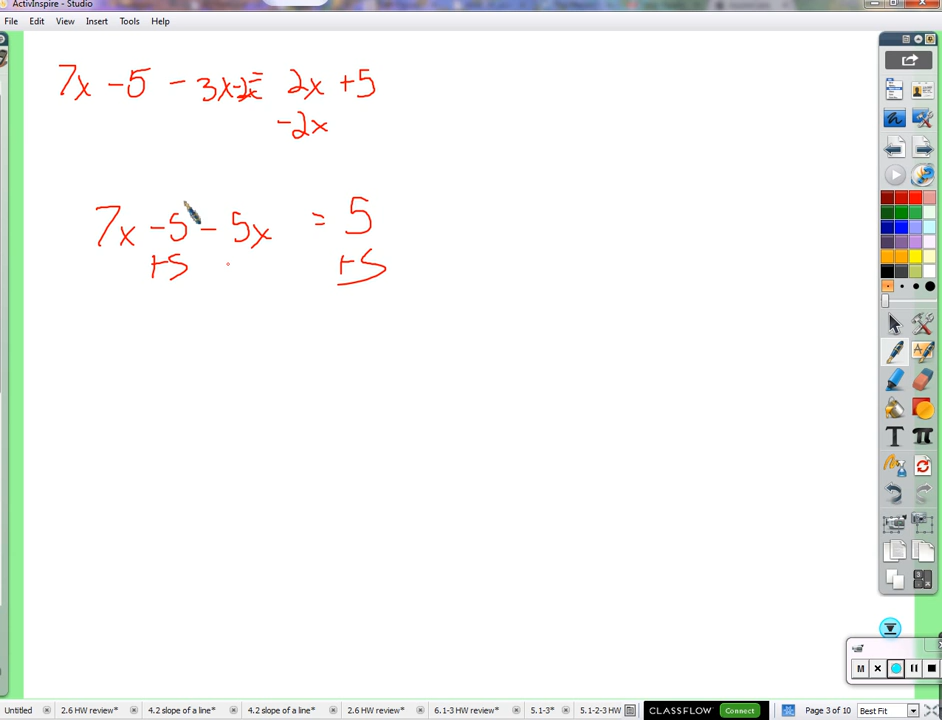 ActivInspire - Studio
File Edit View Insert Tools Help
7x - 5 - 3x - 2x = 2x + 5
-2x
7x - 5 - 5x = 5
+5 +5
M
Untitled 2.6 HW review* 4.2 slope of a line* 4.2 slope of a line* 2.6 HW review* 6.1-3 HW review* 5.1-3* 5.1-2-3 HW CLASSFLOW Connect Page 3 of 10 Best Fit